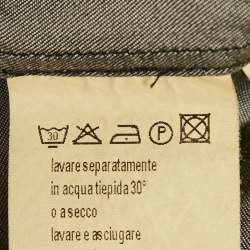 30 P
lavare separatamente
in acqua tiepida 30°
o a secco
lavare e asciugare